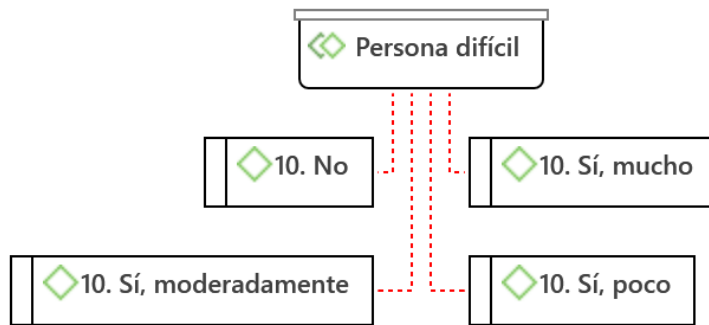 Persona difícil
10. No
10. Sí, mucho
10. Sí, moderadamente
10. Sí, poco